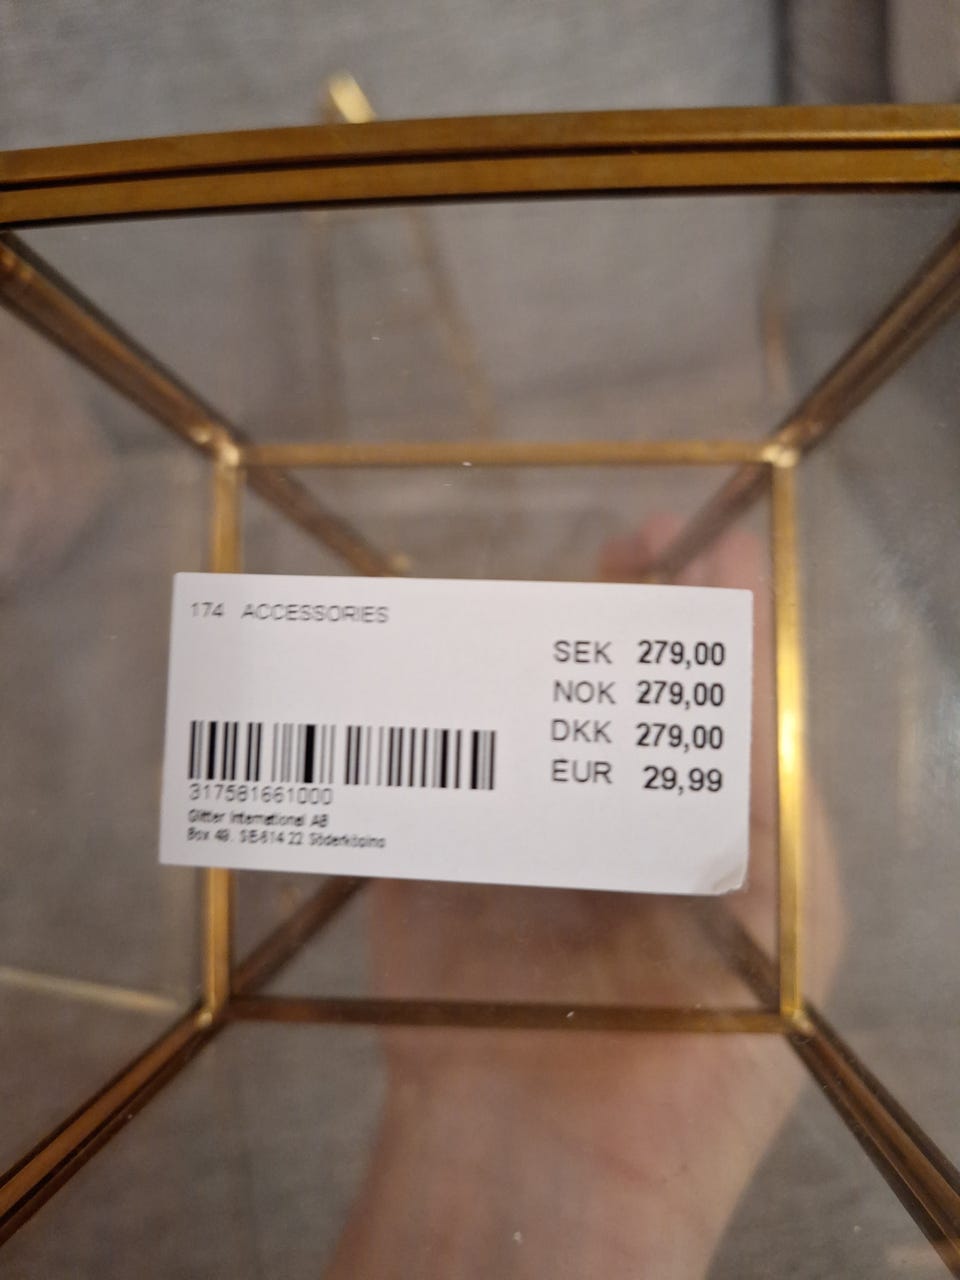 174 ACCESSORIES
SEK 279,00
NOK 279,00
DKK 279,00
EUR 29,99
317581661000
Glitter International AB
Box 49. SE-614 22 Söderköping